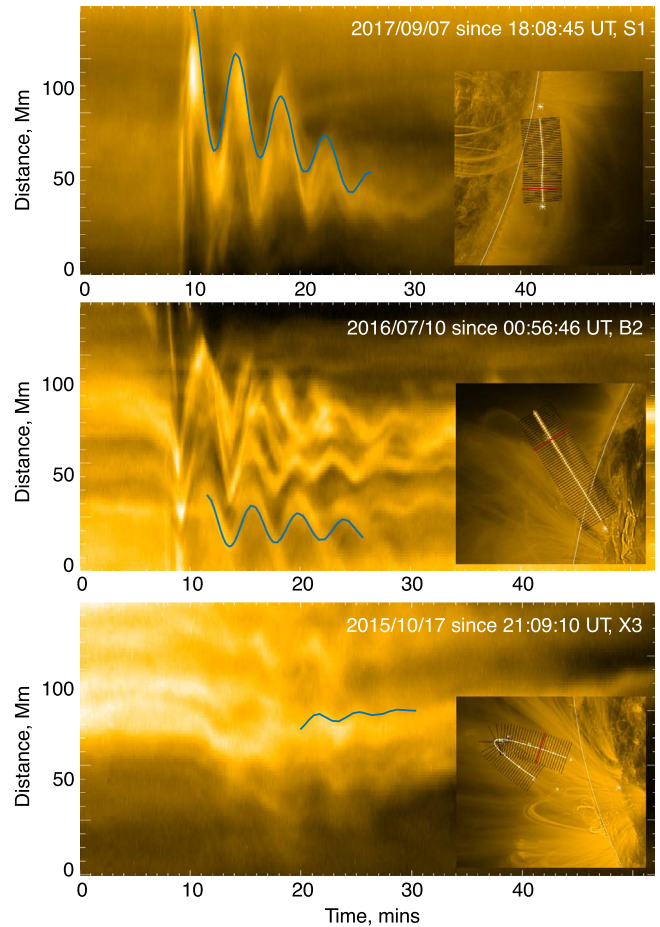 2017/09/07 since 18:08:45 UT, S1
Distance, Mm
100
50
0
0 10 20 30 40
2016/07/10 since 00:56:46 UT, B2
Distance, Mm
100
50
0
0 10 20 30 40
2015/10/17 since 21:09:10 UT, X3
Distance, Mm
100
50
0
0 10 20 30 40
Time, mins